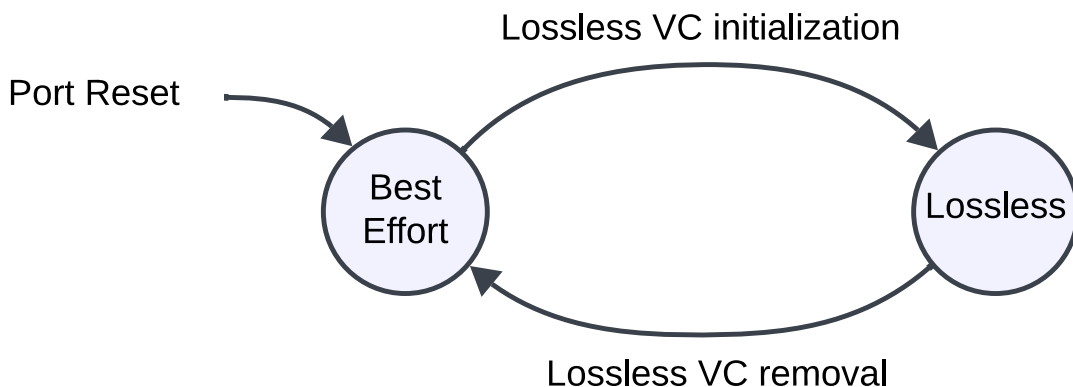 Lossless VC initialization
Port Reset
Best
Effort
Lossless
Lossless VC removal